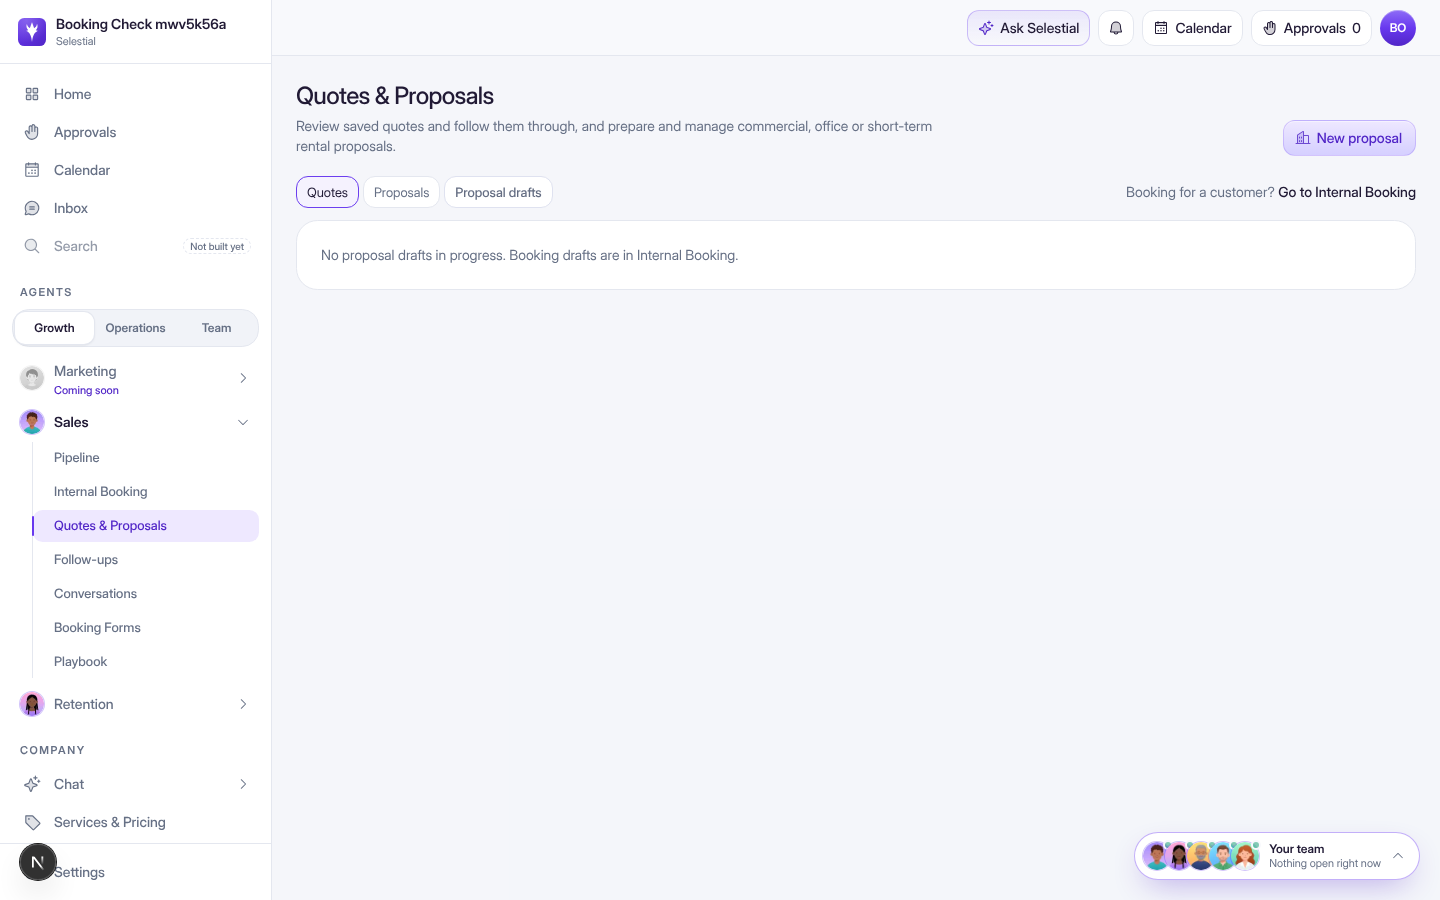 Booking Check mwv5k56a
Selestial
Ask Selestial
Calendar
Approvals 0
BO
Home
Approvals
Calendar
Inbox
Search
Not built yet
AGENTS
Growth
Operations
Team
Marketing
Coming soon
Sales
Pipeline
Internal Booking
Quotes & Proposals
Follow-ups
Conversations
Booking Forms
Playbook
Retention
COMPANY
Chat
Services & Pricing
N
Settings
Quotes & Proposals
Review saved quotes and follow them through, and prepare and manage commercial, office or short-term
rental proposals.
New proposal
Quotes
Proposals
Proposal drafts
Booking for a customer? Go to Internal Booking
No proposal drafts in progress. Booking drafts are in Internal Booking.
Your team
Nothing open right now